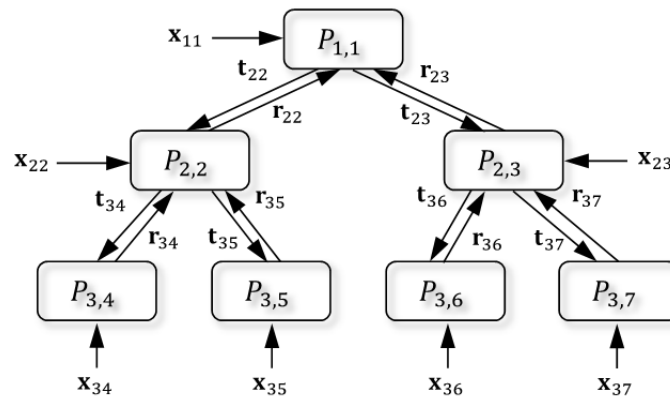 x₁₁ P₁,₁
t₂₂ r₂₂ t₂₃ r₂₃
x₂₂ P₂,₂ P₂,₃ x₂₃
t₃₄ r₃₄ t₃₅ r₃₅ t₃₆ r₃₆ t₃₇ r₃₇
P₃,₄ P₃,₅ P₃,₆ P₃,₇
x₃₄ x₃₅ x₃₆ x₃₇